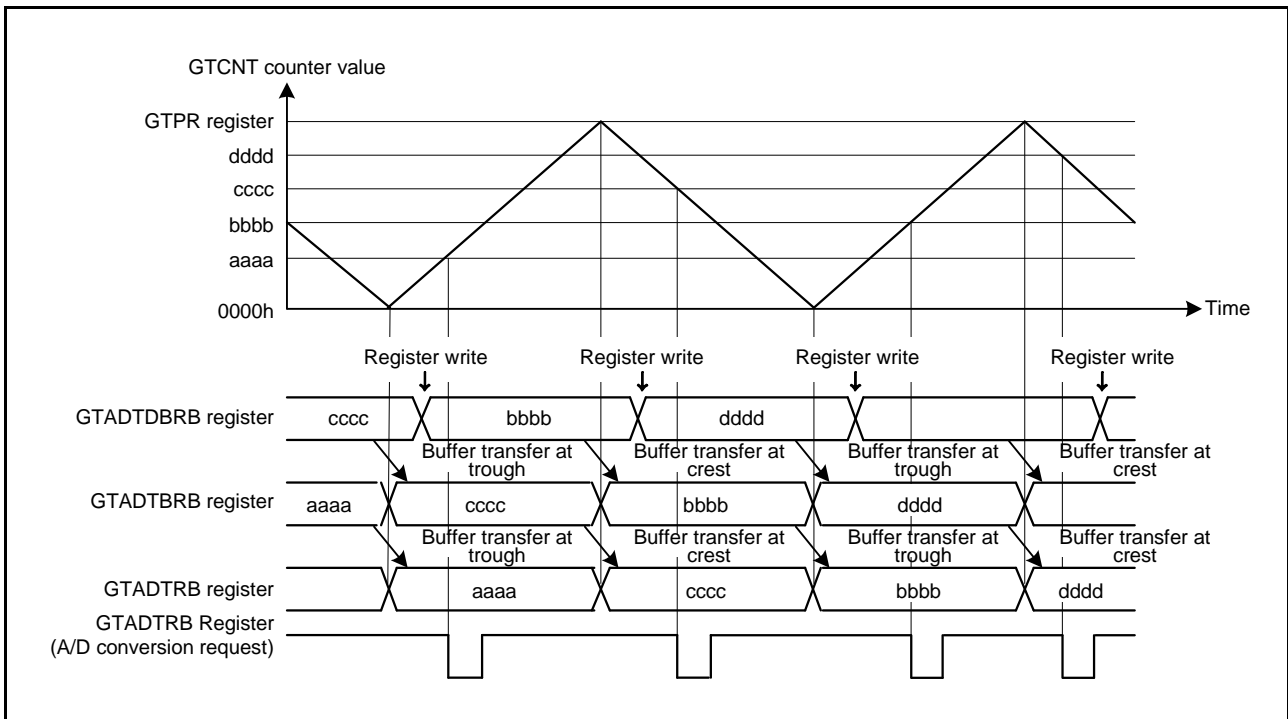 GTCNT counter value
GTPR register
dddd
cccc
bbbb
aaaa
0000h
Time
Register write
Register write
Register write
Register write
GTADTDBRB register
cccc
bbbb
dddd
Buffer transfer at
trough
Buffer transfer at
crest
Buffer transfer at
trough
Buffer transfer at
crest
GTADTBRB register
aaaa
cccc
bbbb
dddd
Buffer transfer at
trough
Buffer transfer at
crest
Buffer transfer at
trough
Buffer transfer at
crest
GTADTRB register
aaaa
cccc
bbbb
dddd
GTADTRB Register
(A/D conversion request)